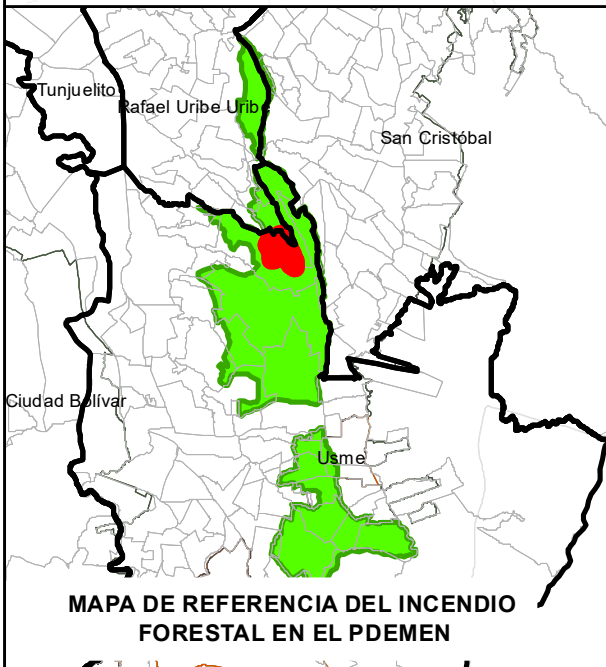 Tunjuelito
Rafael Uribe Uribe
San Cristóbal
Ciudad Bolívar
Usme
MAPA DE REFERENCIA DEL INCENDIO
FORESTAL EN EL PDEMEN